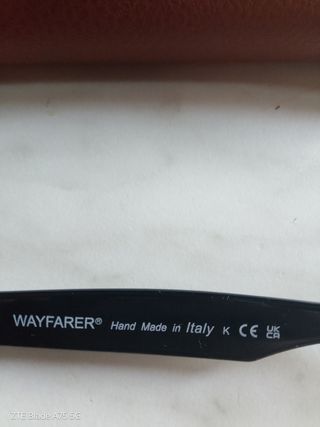 WAYFARER® Hand Made in Italy K CE UKCA
ZTE Blade A75 5G